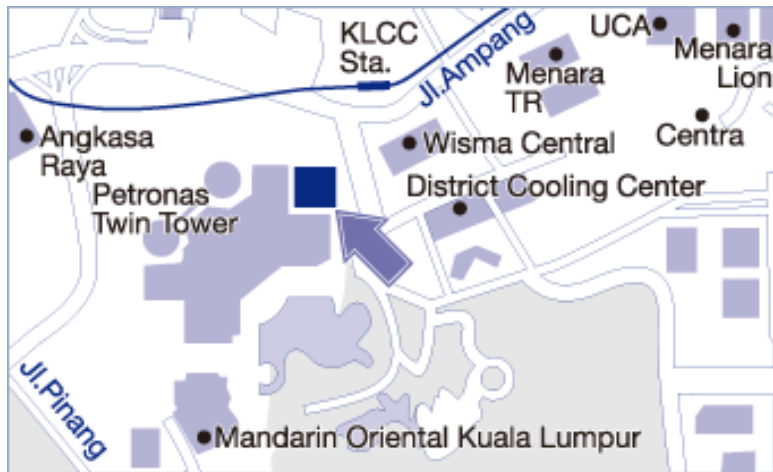 KLCC
Sta.
Jl.Ampang
UCA
Menara
TR
Menara
Lion
Angkasa
Raya
Wisma Central
Centra
Petronas
Twin Tower
District Cooling Center
Jl.Pinang
Mandarin Oriental Kuala Lumpur